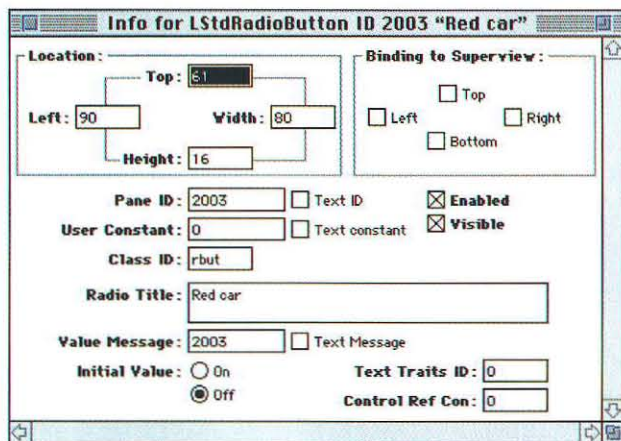 Info for LStdRadioButton ID 2003 “Red car”
Location:
Top: 61
Left: 90
Width: 80
Height: 16
Binding to Superview:
Top
Left
Right
Bottom
Pane ID: 2003
Text ID
Enabled
User Constant: 0
Text constant
Visible
Class ID: rbut
Radio Title: Red car
Value Message: 2003
Text Message
Initial Value: On
Off
Text Traits ID: 0
Control Ref Con: 0